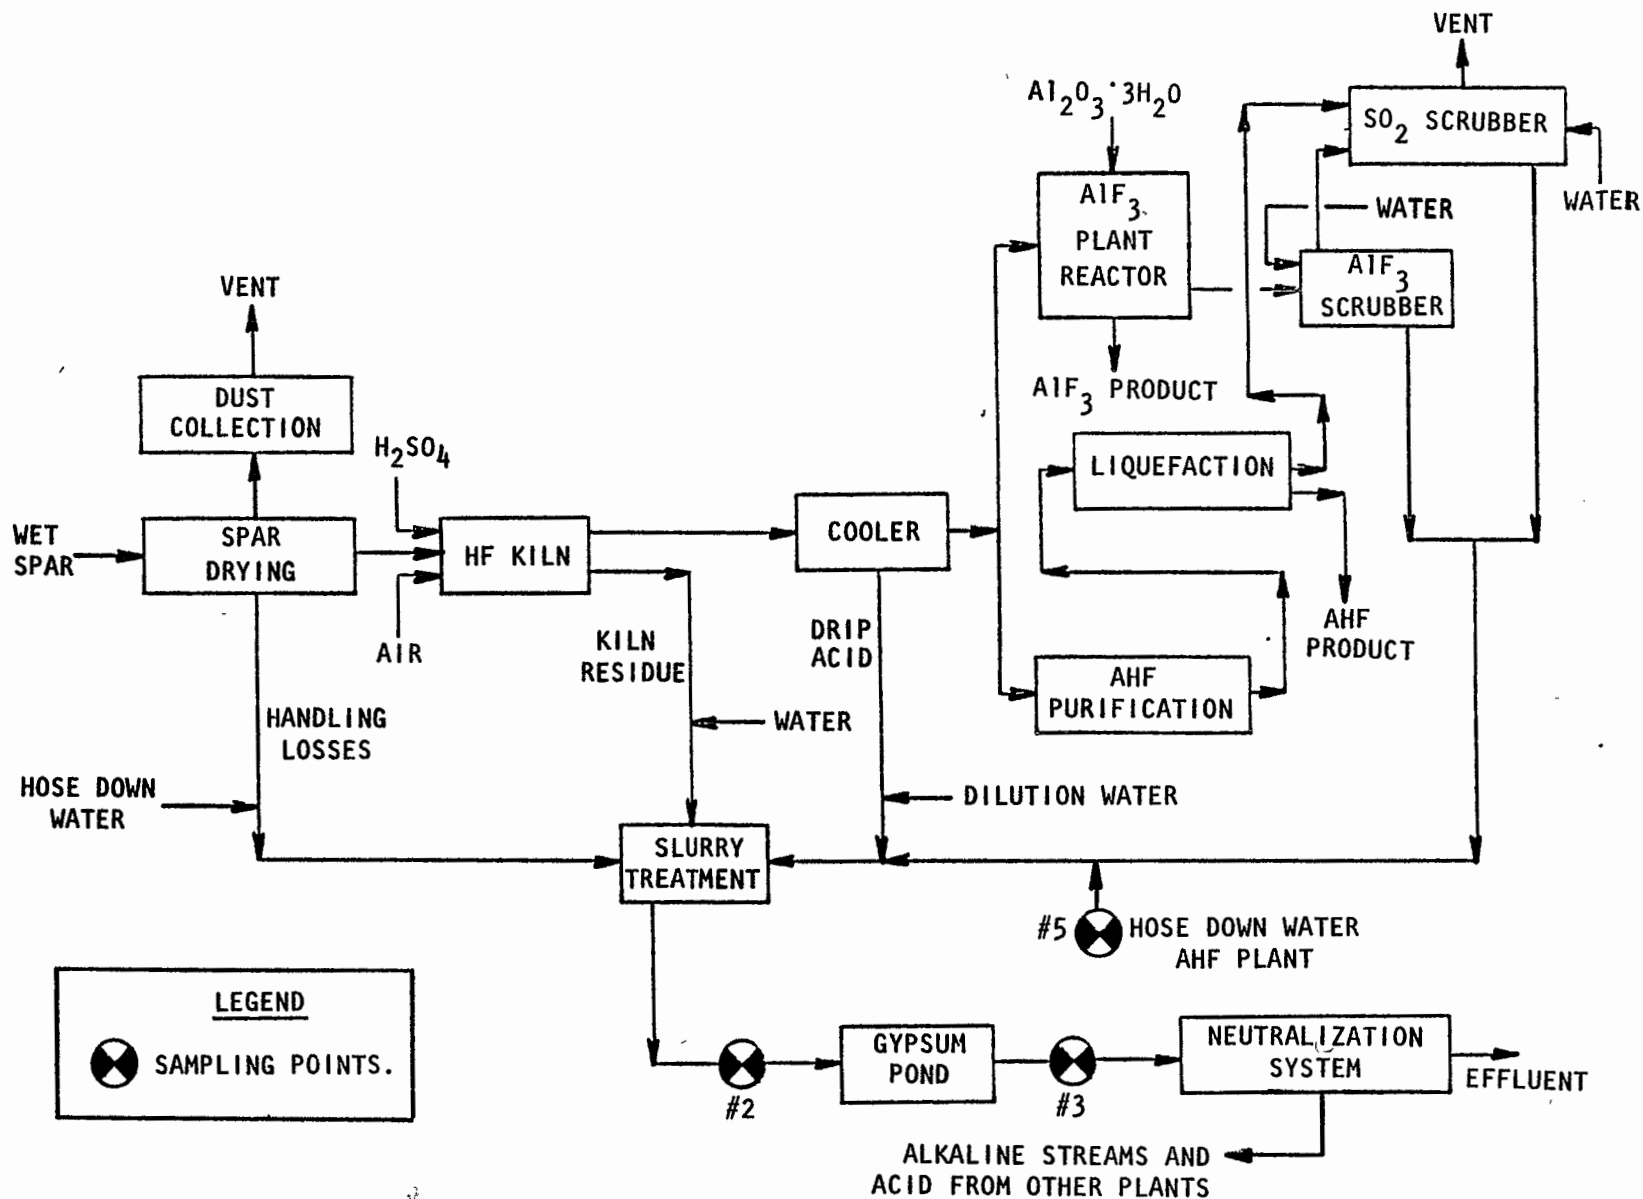 VENT
Al2O3·3H2O
SO2 SCRUBBER
WATER
AlF3
PLANT
REACTOR
WATER
AlF3
SCRUBBER
VENT
AlF3 PRODUCT
DUST
COLLECTION
H2SO4
LIQUEFACTION
WET
SPAR
SPAR
DRYING
HF KILN
COOLER
AIR
KILN
RESIDUE
DRIP
ACID
AHF
PRODUCT
AHF
PURIFICATION
HANDLING
LOSSES
WATER
HOSE DOWN
WATER
DILUTION WATER
SLURRY
TREATMENT
#5
HOSE DOWN WATER
AHF PLANT
LEGEND
SAMPLING POINTS.
#2
GYPSUM
POND
#3
NEUTRALIZATION
SYSTEM
EFFLUENT
ALKALINE STREAMS AND
ACID FROM OTHER PLANTS